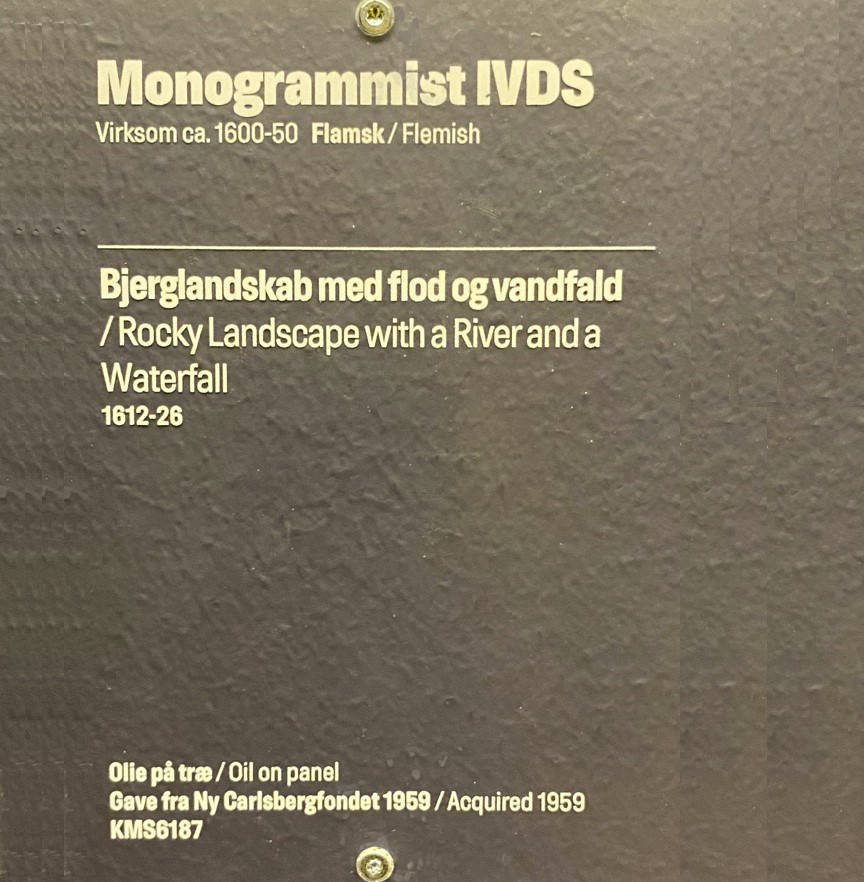 Monogrammist IVDS
Virksom ca. 1600-50 Flamsk / Flemish
Bjerglandskab med flod og vandfald
/ Rocky Landscape with a River and a
Waterfall
1612-26
Olie på træ / Oil on panel
Gave fra Ny Carlsbergfondet 1959 / Acquired 1959
KMS6187